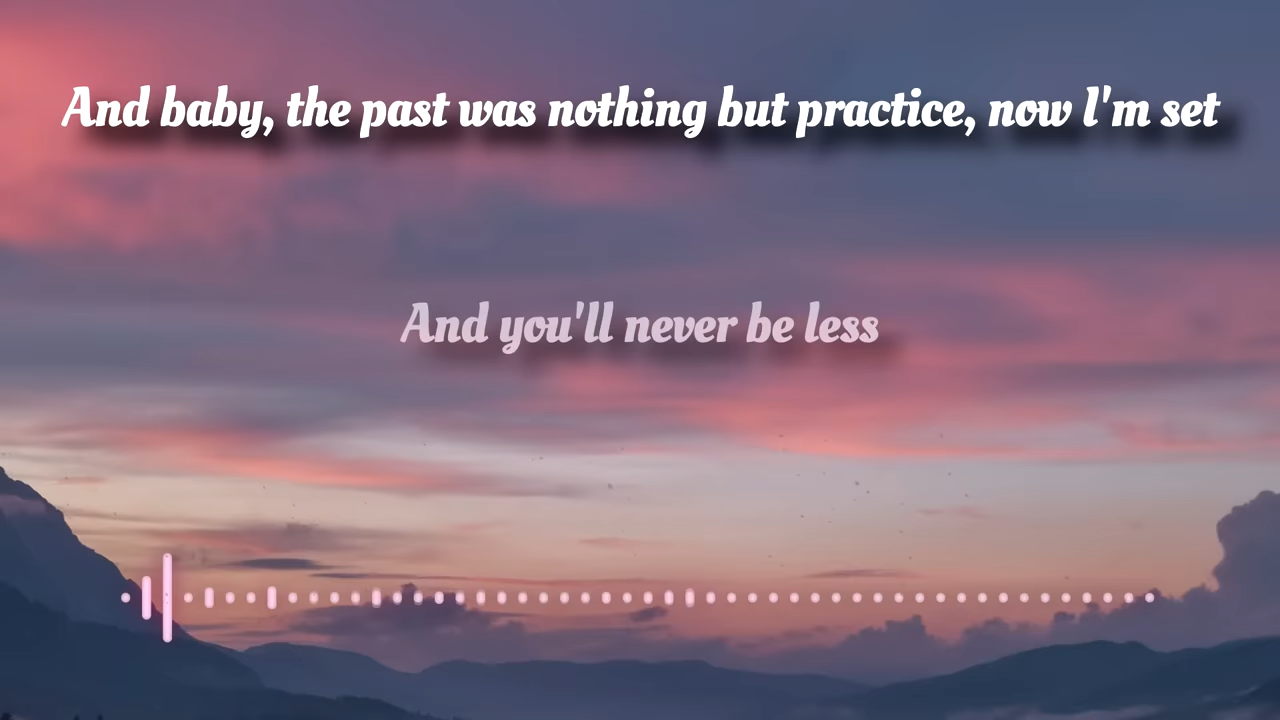 And baby, the past was nothing but practice, now I'm set
And you'll never be less